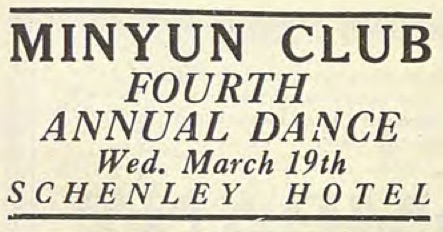 MINYUN CLUB
FOURTH
ANNUAL DANCE
Wed. March 19th
SCHENLEY HOTEL